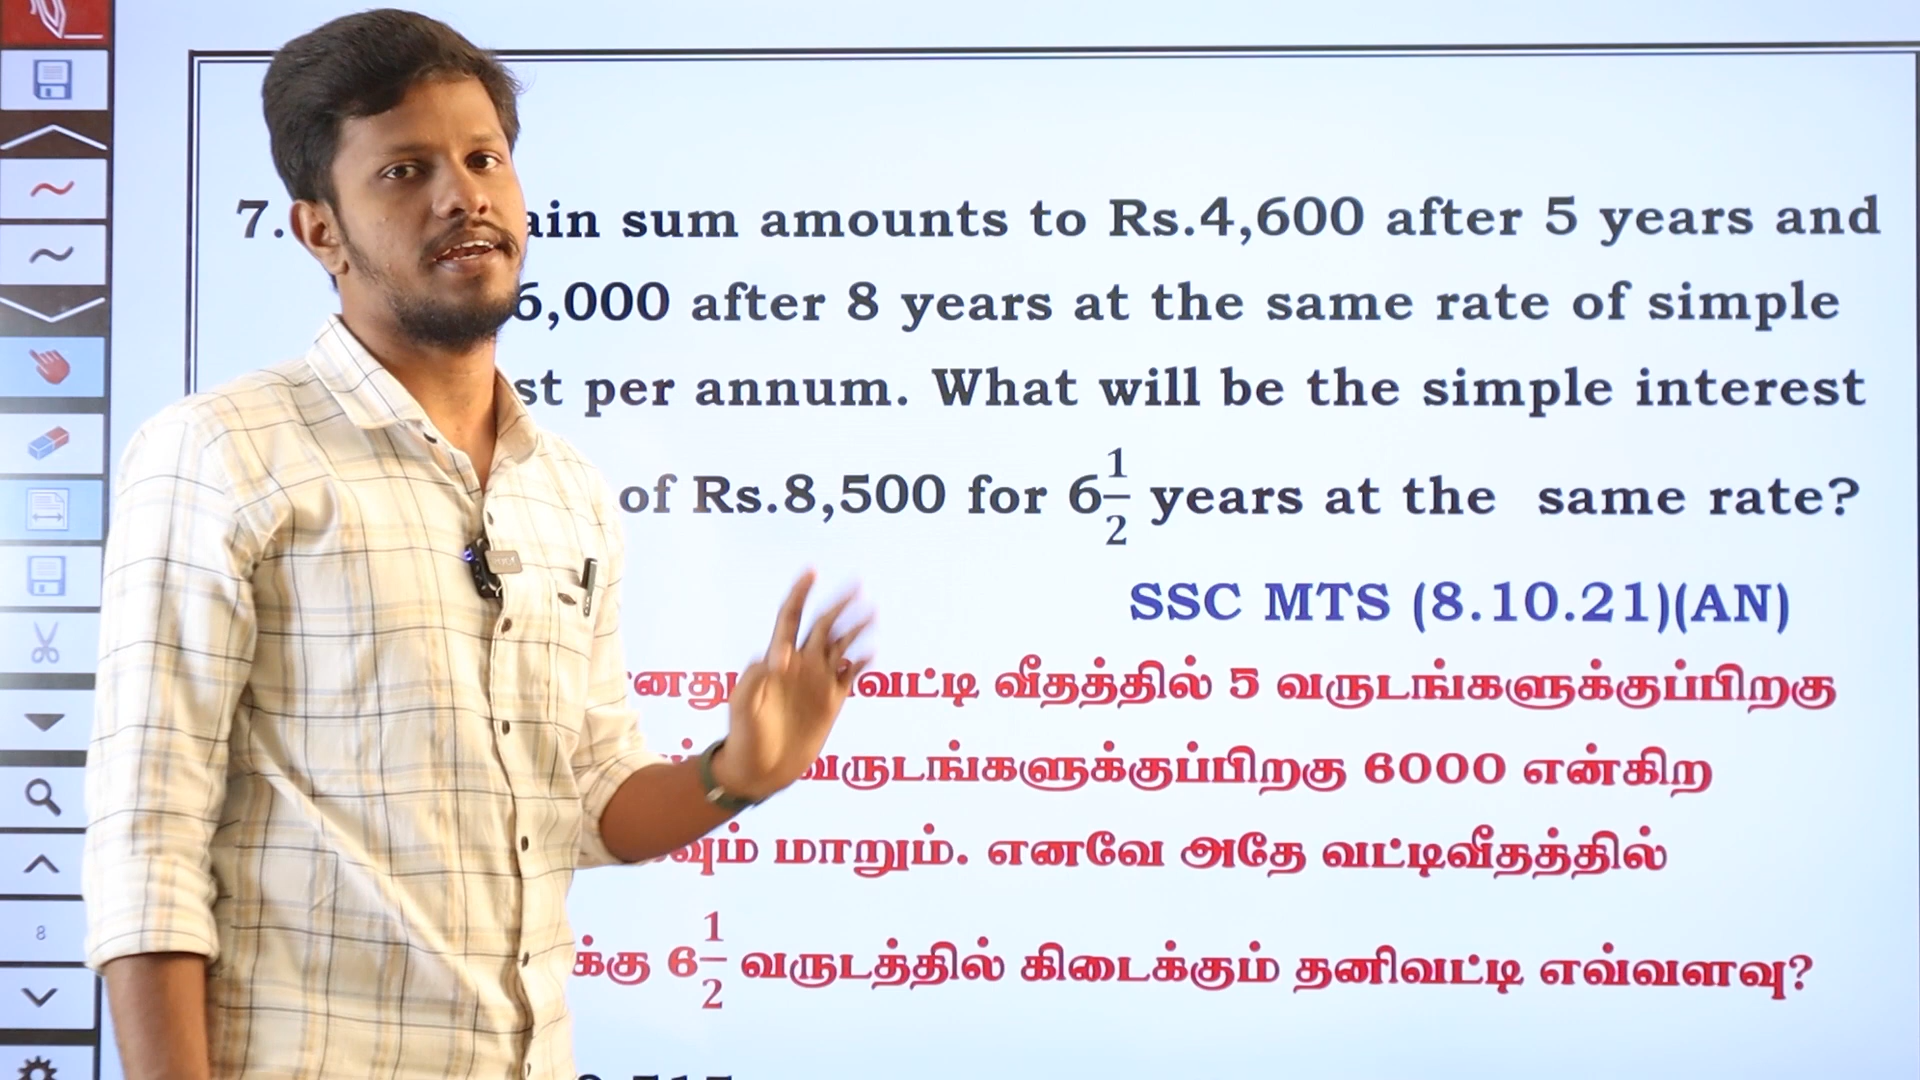 7. sum amounts to Rs.4,600 after 5 years and
6,000 after 8 years at the same rate of simple
per annum. What will be the simple interest
of Rs.8,500 for 6 1/2 years at the same rate?
SSC MTS (8.10.21)(AN)
வீதத்தில் 5 வருடங்களுக்குப்பிறகு
வருடங்களுக்குப்பிறகு 6000 என்கிற
மாறும். எனவே அதே வட்டிவீதத்தில்
6 1/2 வருடத்தில் கிடைக்கும் தனிவட்டி எவ்வளவு?
8